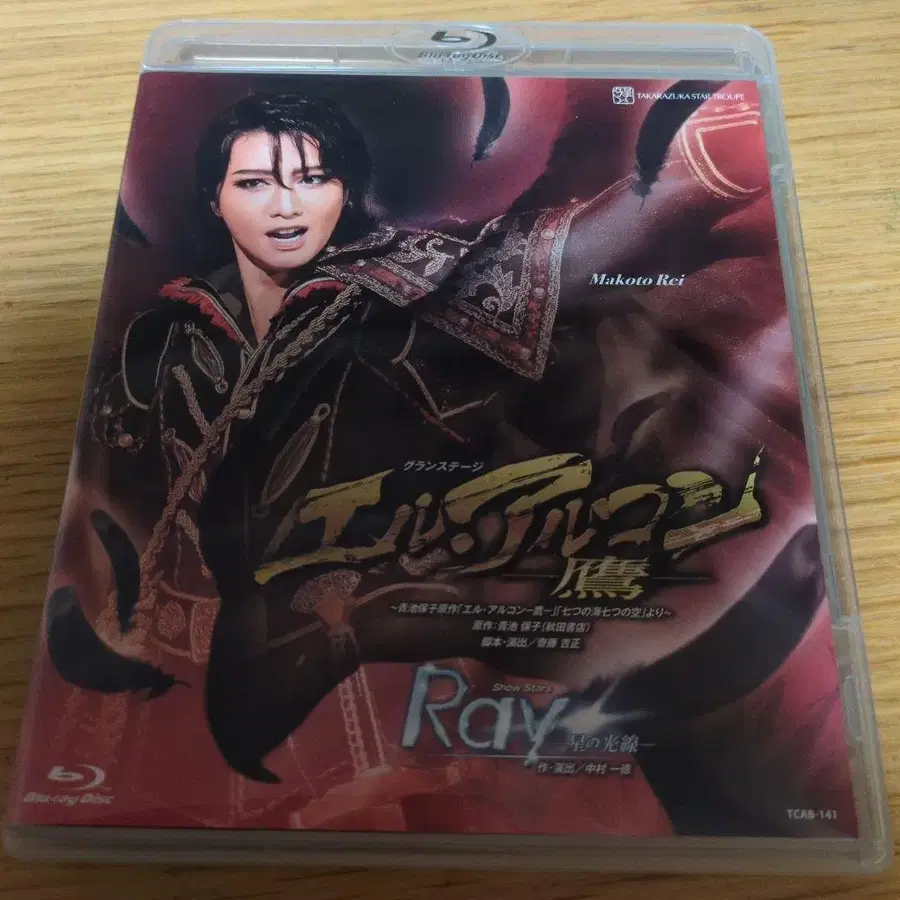 Blu-ray Disc
TAKARAZUKA STAR TROUPE
Makoto Rei
グランステージ
エル・アルコン
—鷹—
～青池保子原作「エル・アルコン－鷹－」「七つの海七つの空」より～
原作：青池 保子（秋田書店）
脚本・演出／齋藤 吉正
Show Stars
Ray
—星の光線—
作・演出／中村 一徳
Blu-ray Disc
TCAB-141